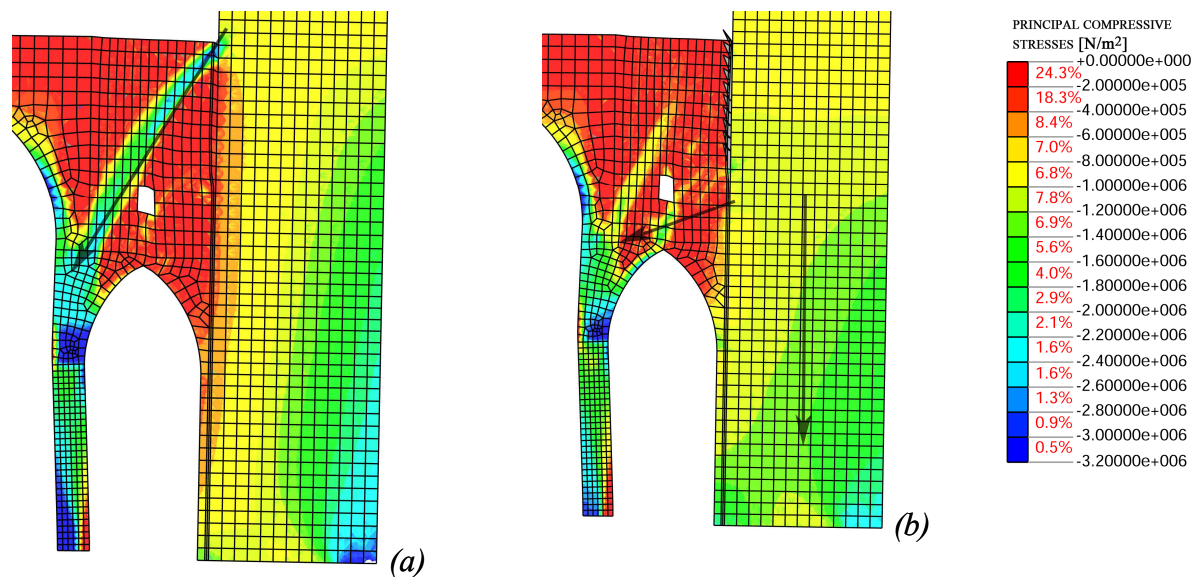 PRINCIPAL COMPRESSIVE
STRESSES [N/m²]
+0.00000e+000
24.3%
-2.00000e+005
18.3%
-4.00000e+005
8.4%
-6.00000e+005
7.0%
-8.00000e+005
6.8%
-1.00000e+006
7.8%
-1.20000e+006
6.9%
-1.40000e+006
5.6%
-1.60000e+006
4.0%
-1.80000e+006
2.9%
-2.00000e+006
2.1%
-2.20000e+006
1.6%
-2.40000e+006
1.6%
-2.60000e+006
1.3%
-2.80000e+006
0.9%
-3.00000e+006
0.5%
-3.20000e+006
(a)
(b)